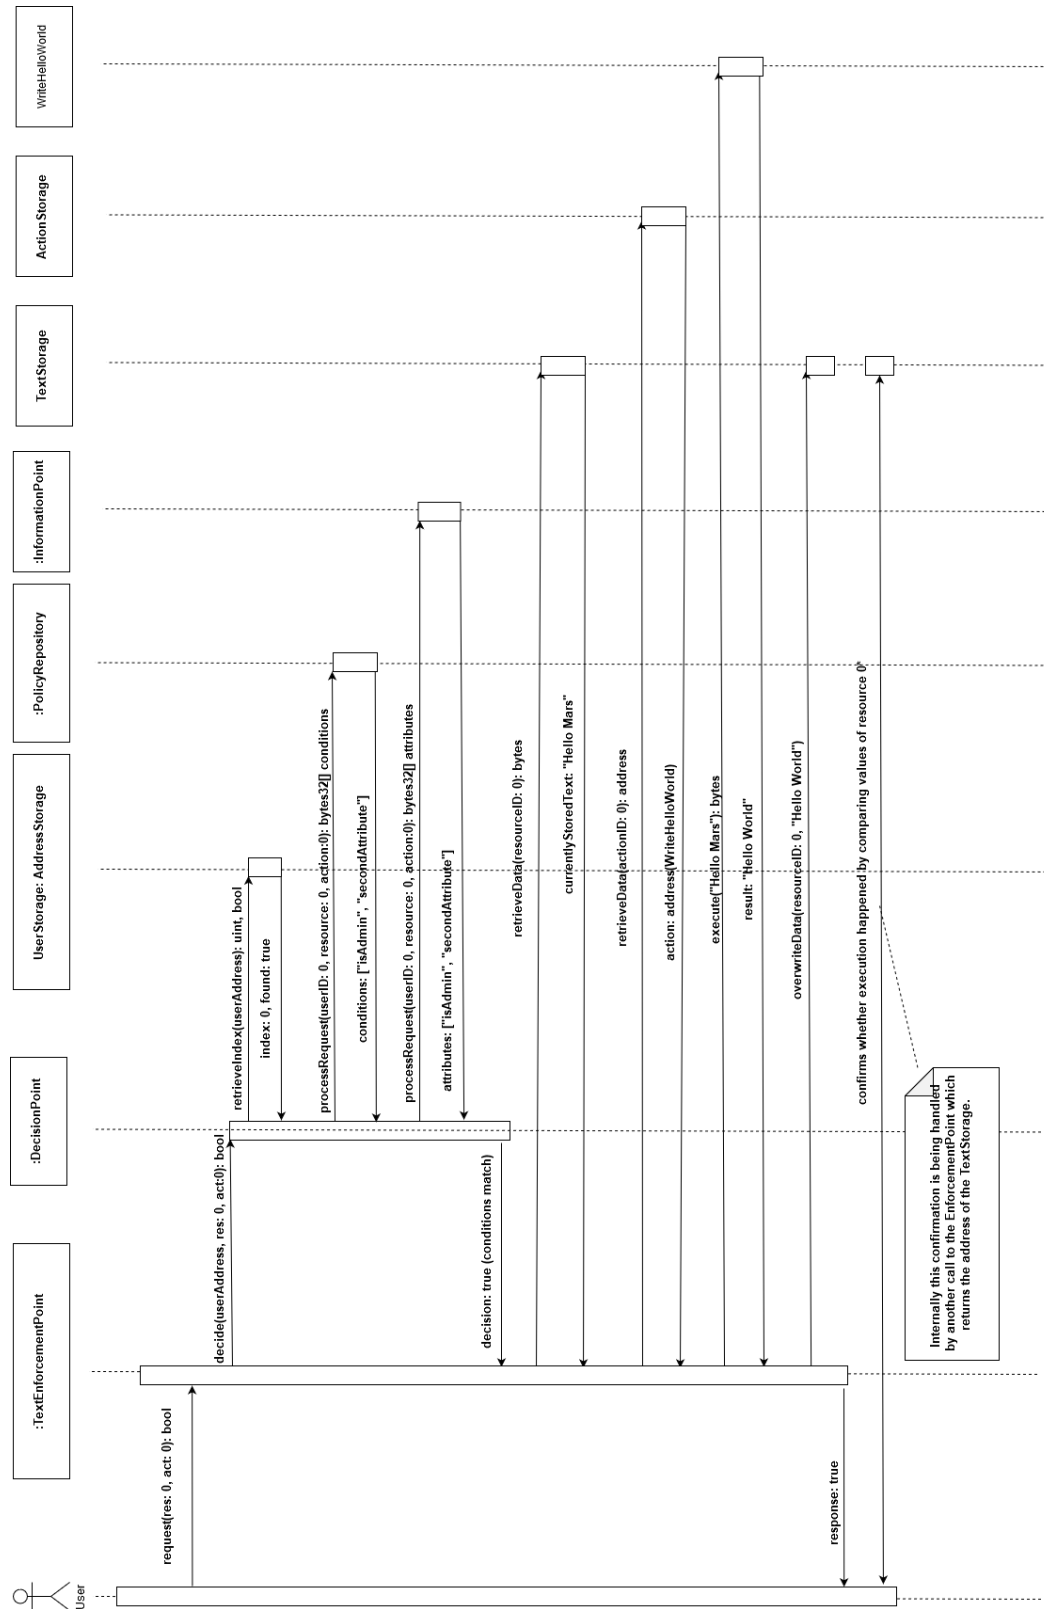 User
:TextEnforcementPoint
:DecisionPoint
UserStorage: AddressStorage
:PolicyRepository
:InformationPoint
TextStorage
ActionStorage
WriteHelloWorld
request(res: 0, act: 0): bool
decide(userAddress, res: 0, act:0): bool
retrieveIndex(userAddress): uint, bool
index: 0, found: true
processRequest(userID: 0, resource: 0, action:0): bytes32[] conditions
conditions: ["isAdmin", "secondAttribute"]
processRequest(userID: 0, resource: 0, action:0): bytes32[] attributes
attributes: ["isAdmin", "secondAttribute"]
decision: true (conditions match)
retrieveData(resourceID: 0): bytes
currentlyStoredText: "Hello Mars"
retrieveData(actionID: 0): address
action: address(WriteHelloWorld)
execute("Hello Mars"): bytes
result: "Hello World"
overwriteData(resourceID: 0, "Hello World")
response: true
confirms whether execution happened by comparing values of resource 0"
Internally this confirmation is being handled
by another call to the EnforcementPoint which
returns the address of the TextStorage.